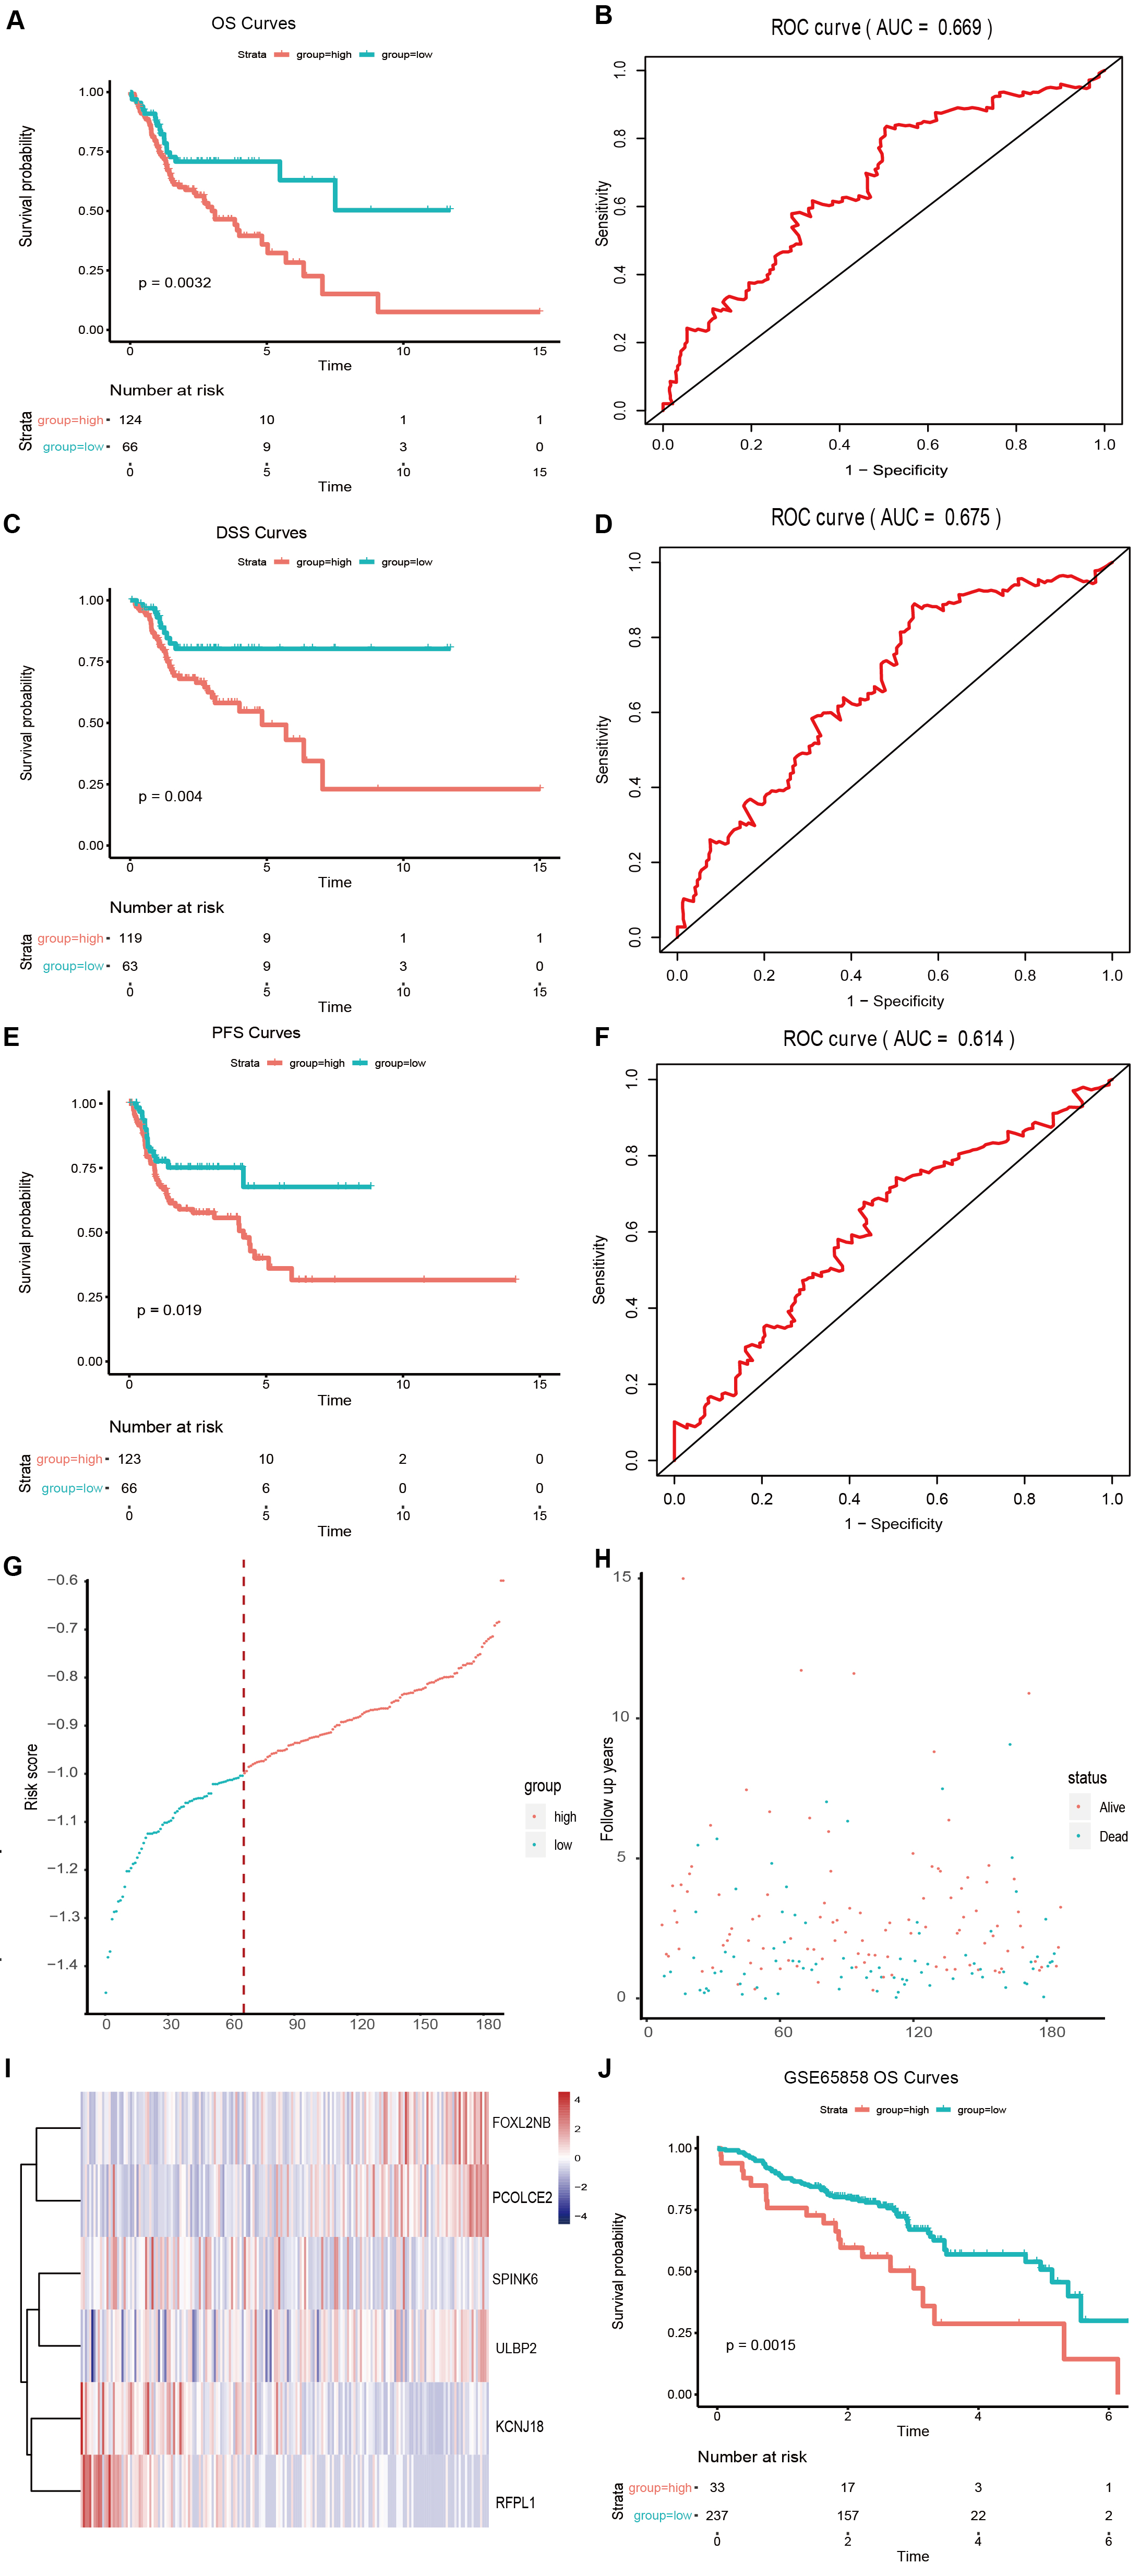 A
OS Curves
Strata group=high group=low
Survival probability
1.00
0.75
0.50
0.25
0.00
p = 0.0032
0 5 10 15
Time
Number at risk
Strata
group=high 124 10 1 1
group=low 66 9 3 0
0 5 10 15
Time
B
ROC curve ( AUC = 0.669 )
Sensitivity
1.0
0.8
0.6
0.4
0.2
0.0
0.0 0.2 0.4 0.6 0.8 1.0
1 − Specificity
C
DSS Curves
Strata group=high group=low
Survival probability
1.00
0.75
0.50
0.25
0.00
p = 0.004
0 5 10 15
Time
Number at risk
Strata
group=high 119 9 1 1
group=low 63 9 3 0
0 5 10 15
Time
D
ROC curve ( AUC = 0.675 )
Sensitivity
1.0
0.8
0.6
0.4
0.2
0.0
0.0 0.2 0.4 0.6 0.8 1.0
1 − Specificity
E
PFS Curves
Strata group=high group=low
Survival probability
1.00
0.75
0.50
0.25
0.00
p = 0.019
0 5 10 15
Time
Number at risk
Strata
group=high 123 10 2 0
group=low 66 6 0 0
0 5 10 15
Time
F
ROC curve ( AUC = 0.614 )
Sensitivity
1.0
0.8
0.6
0.4
0.2
0.0
0.0 0.2 0.4 0.6 0.8 1.0
1 − Specificity
G
Risk score
−0.6
−0.7
−0.8
−0.9
−1.0
−1.1
−1.2
−1.3
−1.4
0 30 60 90 120 150 180
group
high
low
H
Follow up years
15
10
5
0
0 60 120 180
status
Alive
Dead
I
FOXL2NB
PCOLCE2
SPINK6
ULBP2
KCNJ18
RFPL1
4
2
0
−2
−4
J
GSE65858 OS Curves
Strata group=high group=low
Survival probability
1.00
0.75
0.50
0.25
0.00
p = 0.0015
0 2 4 6
Time
Number at risk
Strata
group=high 33 17 3 1
group=low 237 157 22 2
0 2 4 6
Time